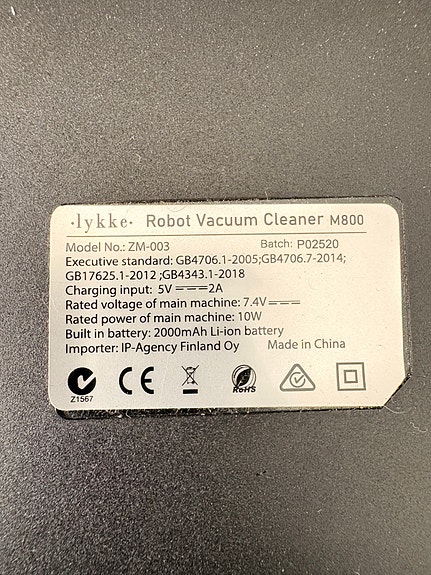 ·lykke· Robot Vacuum Cleaner M800
Model No.: ZM-003 Batch: P02520
Executive standard: GB4706.1-2005;GB4706.7-2014;
GB17625.1-2012 ;GB4343.1-2018
Charging input: 5V⎓2A
Rated voltage of main machine: 7.4V⎓
Rated power of main machine: 10W
Built in battery: 2000mAh Li-ion battery
Importer: IP-Agency Finland Oy Made in China
CE
RoHS
Z1567